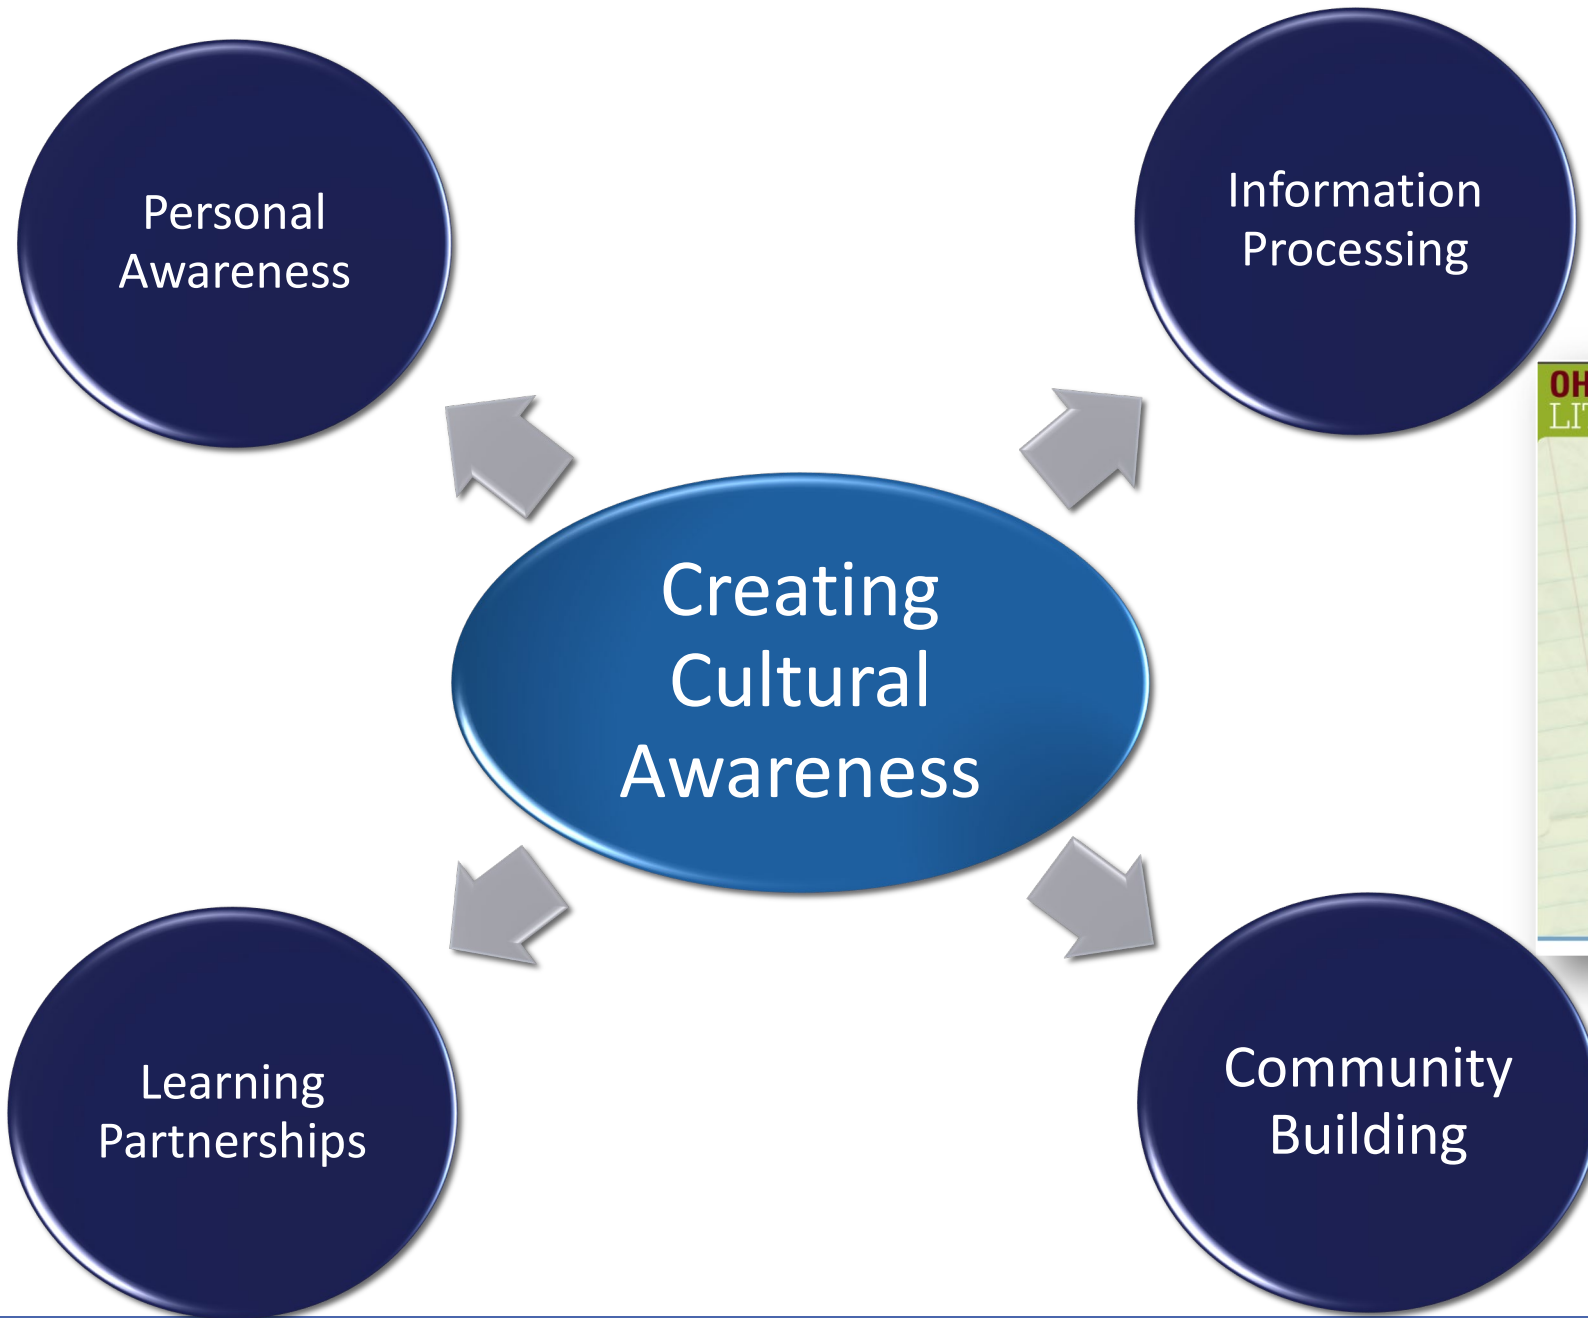 Personal
Awareness
Information
Processing
Creating
Cultural
Awareness
Learning
Partnerships
Community
Building